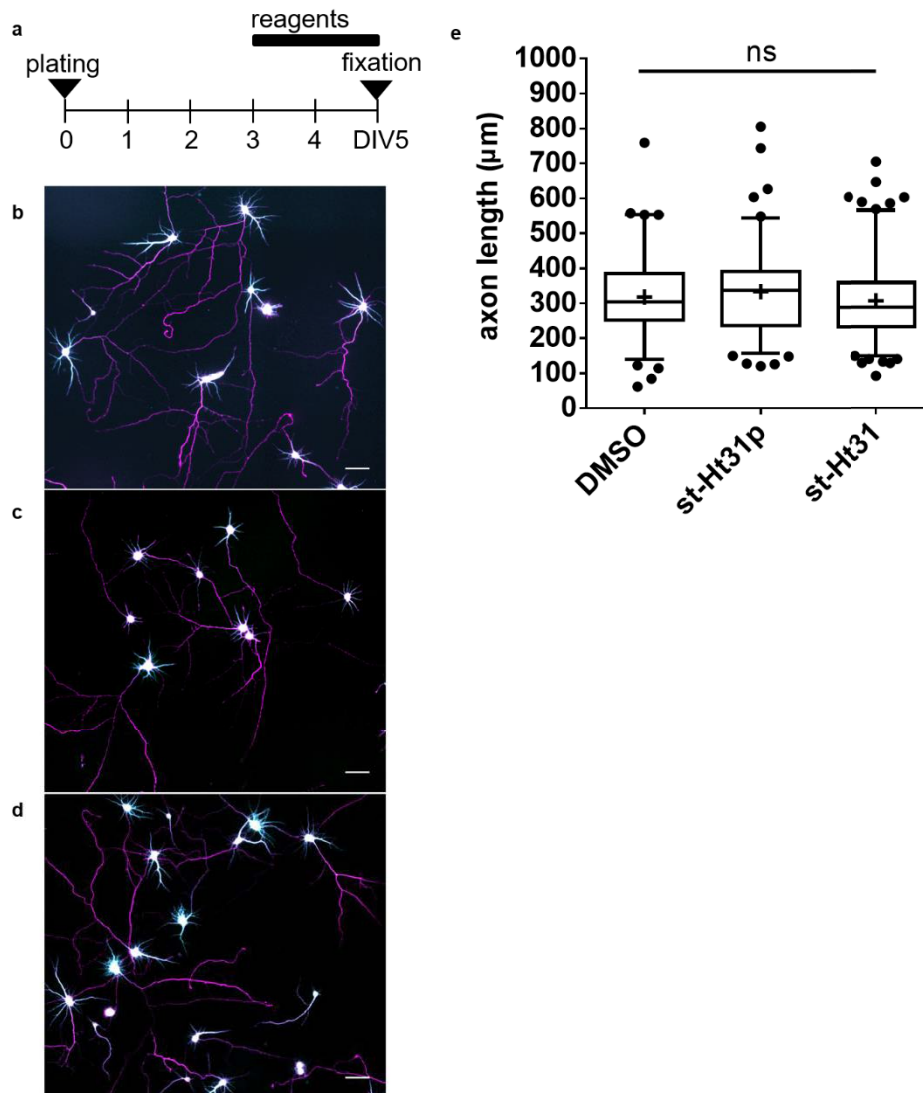 a
reagents
plating
fixation
0 1 2 3 4 DIV5
b
c
d
e
ns
1000
900
800
700
600
500
400
300
200
100
0
axon length (µm)
DMSO
st-Ht31p
st-Ht31